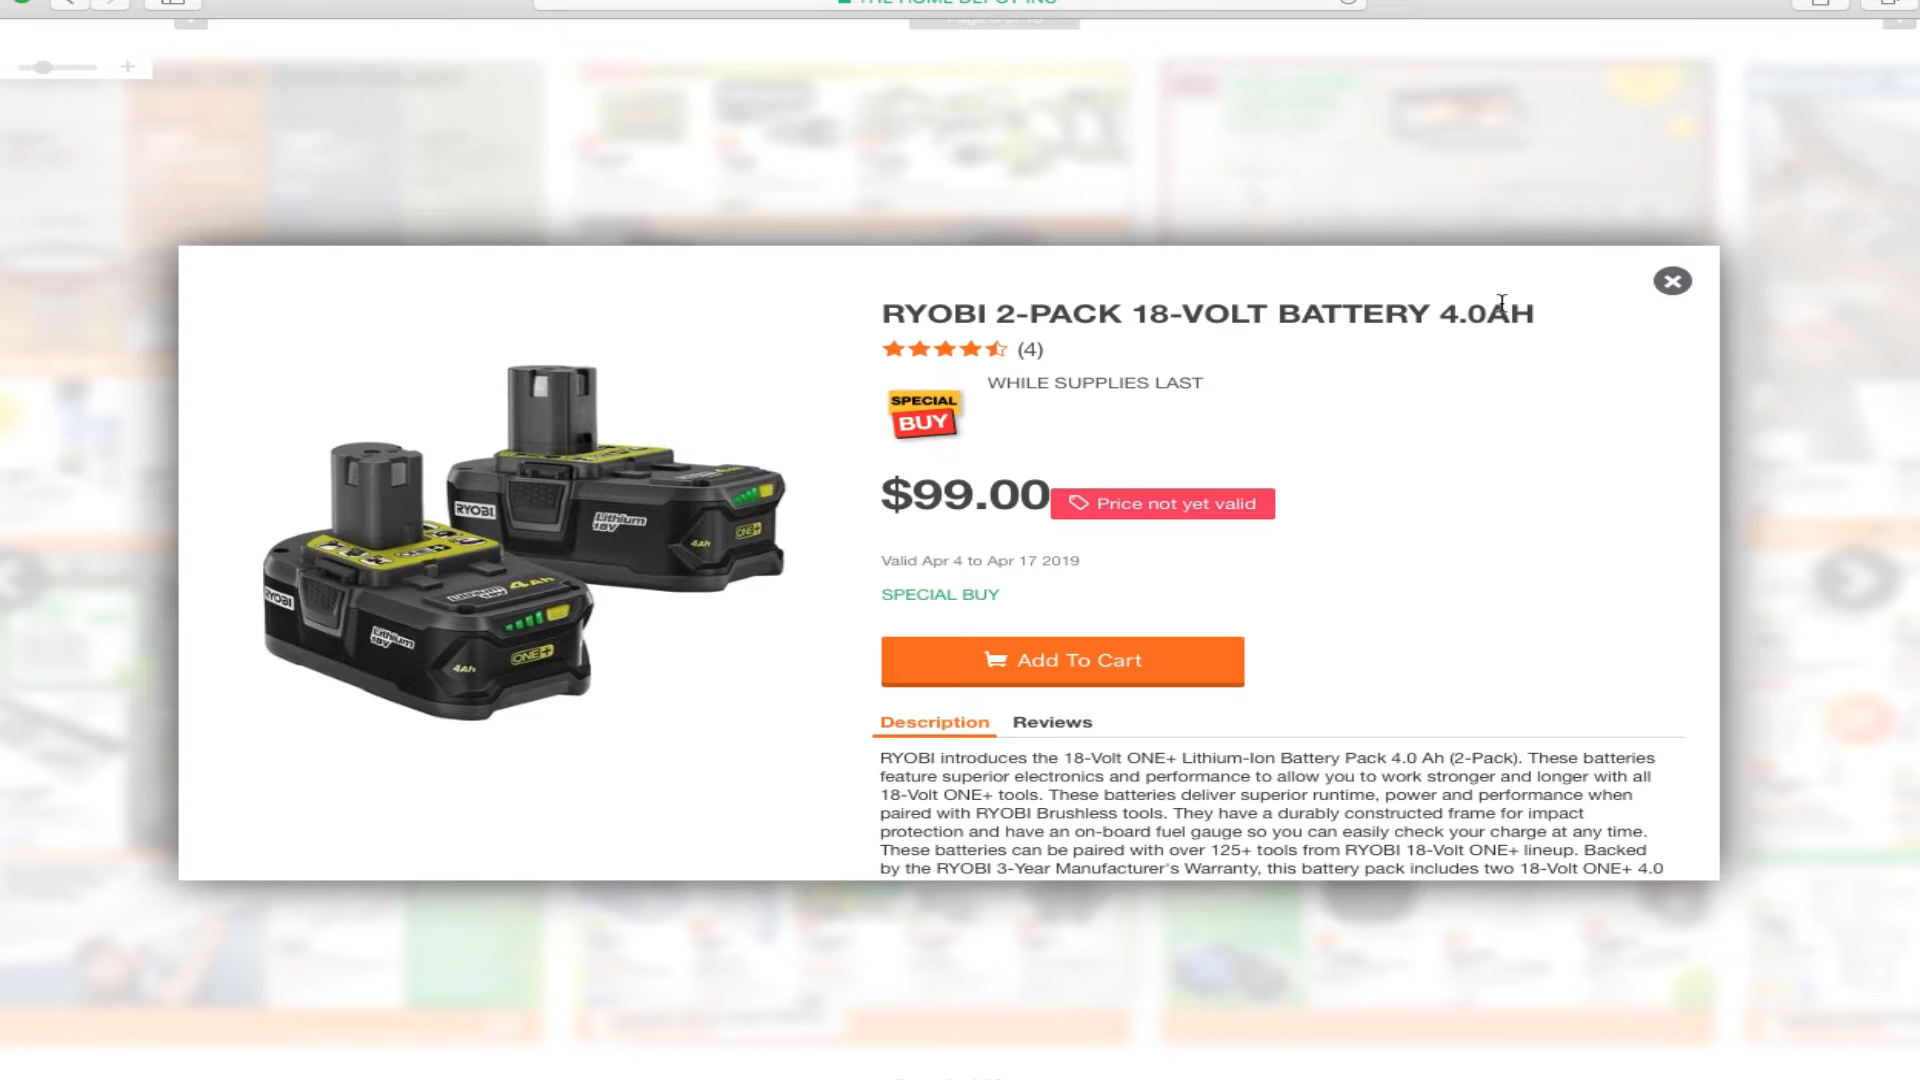 THE HOME DEPOT INC
RYOBI 2-PACK 18-VOLT BATTERY 4.0AH
(4)
WHILE SUPPLIES LAST
SPECIAL
BUY
$99.00
Price not yet valid
Valid Apr 4 to Apr 17 2019
SPECIAL BUY
Add To Cart
Description Reviews
RYOBI introduces the 18-Volt ONE+ Lithium-Ion Battery Pack 4.0 Ah (2-Pack). These batteries
feature superior electronics and performance to allow you to work stronger and longer with all
18-Volt ONE+ tools. These batteries deliver superior runtime, power and performance when
paired with RYOBI Brushless tools. They have a durably constructed frame for impact
protection and have an on-board fuel gauge so you can easily check your charge at any time.
These batteries can be paired with over 125+ tools from RYOBI 18-Volt ONE+ lineup. Backed
by the RYOBI 3-Year Manufacturer's Warranty, this battery pack includes two 18-Volt ONE+ 4.0
RYOBI
Lithium
18V
4Ah
ONE+
RYOBI
ONE+
Lithium 4Ah
Lithium
18V
4Ah
ONE+